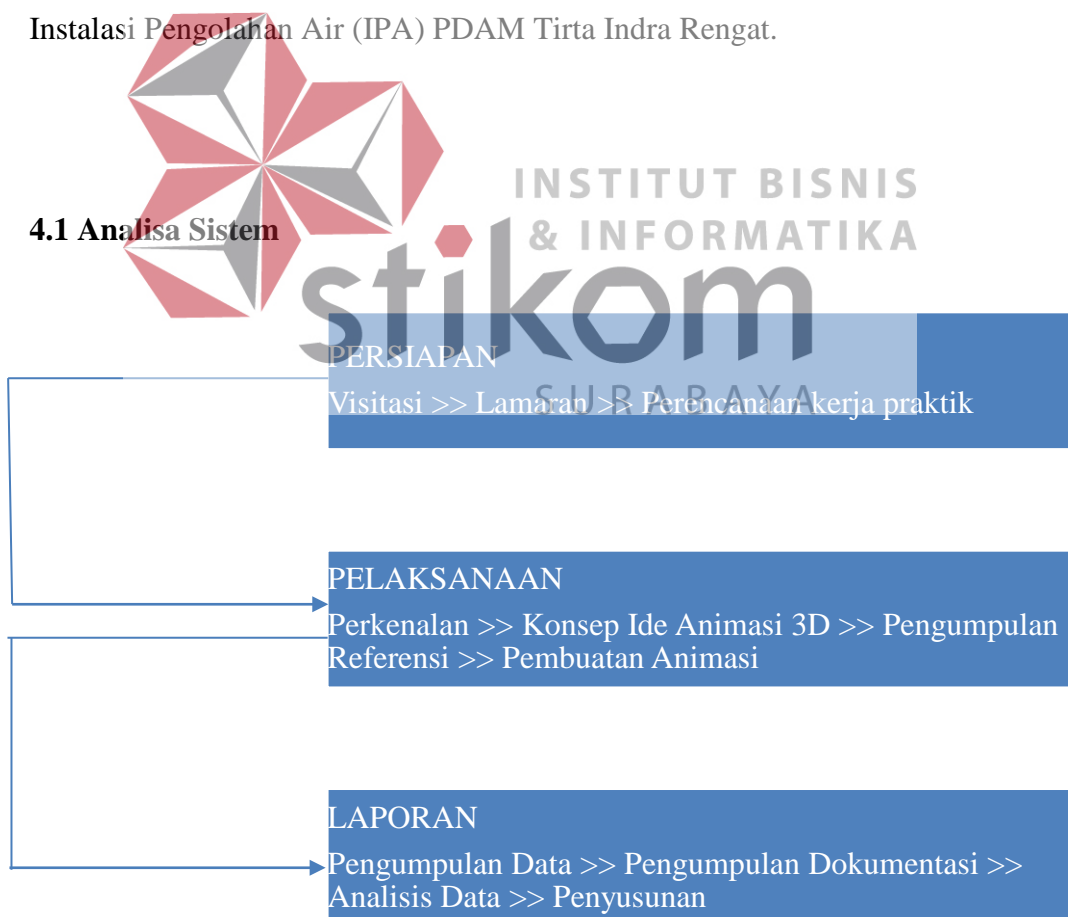 Instalasi Pengolahan Air (IPA) PDAM Tirta Indra Rengat.
INSTITUT BISNIS
& INFORMATIKA
4.1 Analisa Sistem
stikom
SURABAYA
PERSIAPAN
Visitasi >> Lamaran >> Perencanaan kerja praktik
PELAKSANAAN
Perkenalan >> Konsep Ide Animasi 3D >> Pengumpulan
Referensi >> Pembuatan Animasi
LAPORAN
Pengumpulan Data >> Pengumpulan Dokumentasi >>
Analisis Data >> Penyusunan